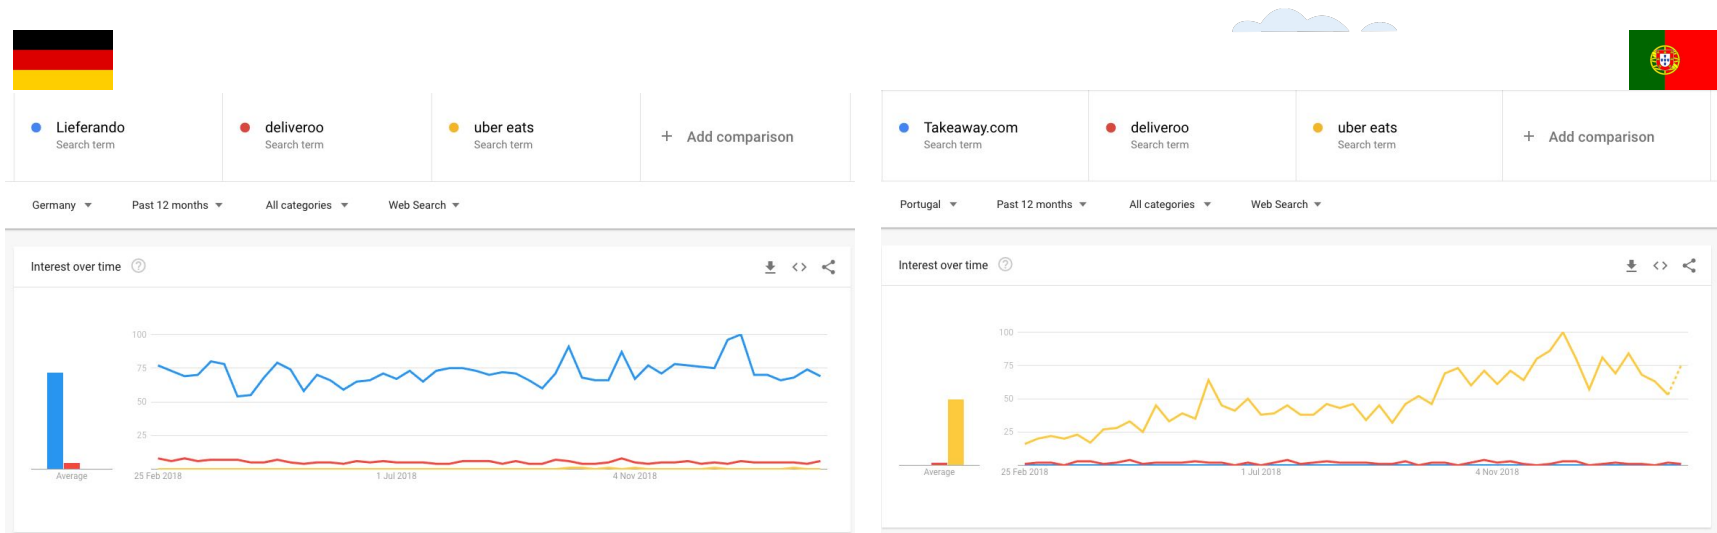 Lieferando
Search term
deliveroo
Search term
uber eats
Search term
+ Add comparison
Germany
Past 12 months
All categories
Web Search
Interest over time
?
100
75
50
25
Average
25 Feb 2018
1 Jul 2018
4 Nov 2018
Takeaway.com
Search term
deliveroo
Search term
uber eats
Search term
+ Add comparison
Portugal
Past 12 months
All categories
Web Search
Interest over time
?
100
75
50
25
Average
25 Feb 2018
1 Jul 2018
4 Nov 2018